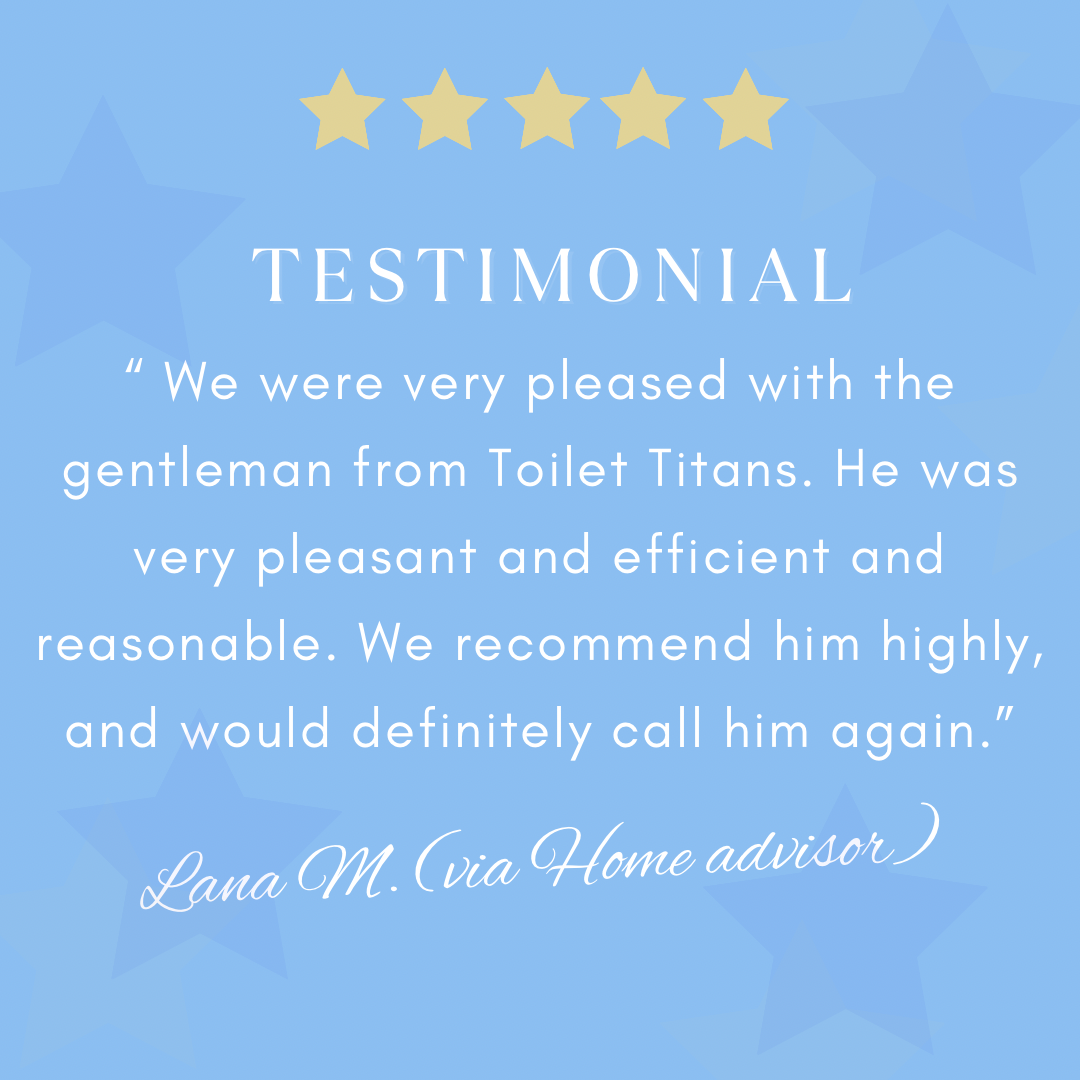 TESTIMONIAL
“ We were very pleased with the
gentleman from Toilet Titans. He was
very pleasant and efficient and
reasonable. We recommend him highly,
and would definitely call him again.”
Lana M. (via Home advisor)